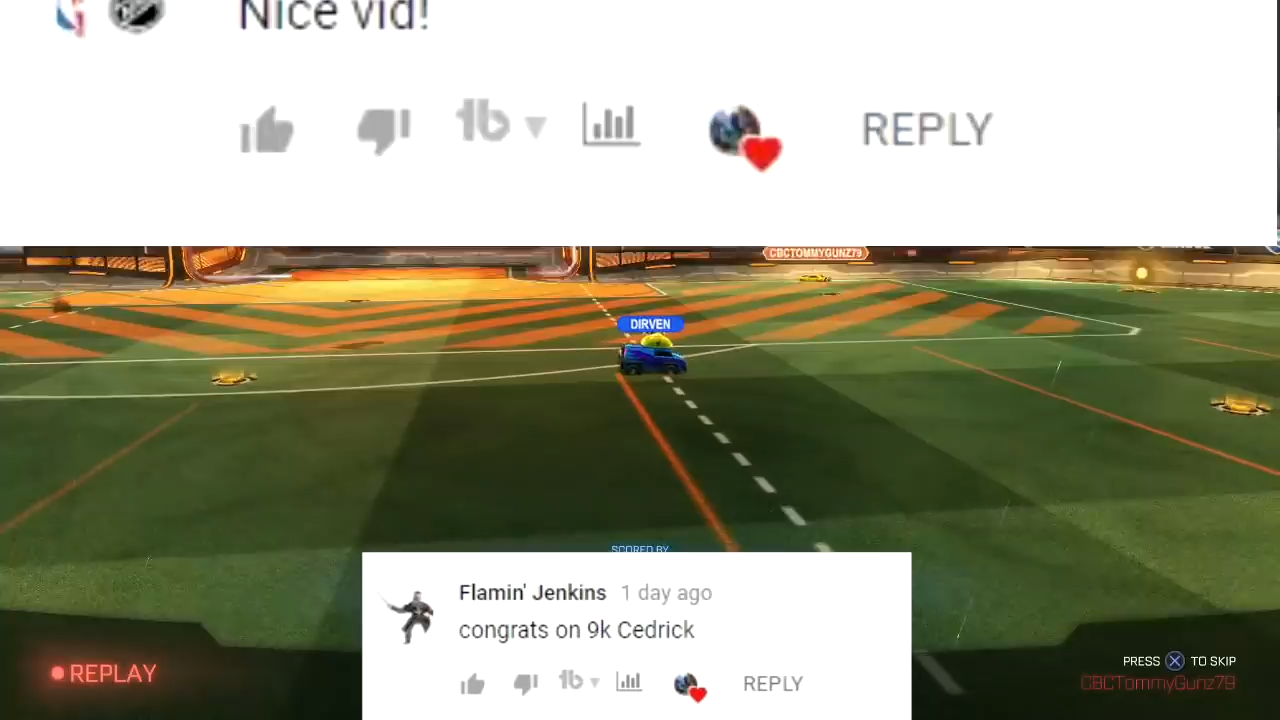 Nice vid!
REPLY
CBCTOMMYGUNZ79
DIRVEN
SCORED BY
Flamin' Jenkins 1 day ago
congrats on 9k Cedrick
REPLY
REPLAY
PRESS X TO SKIP
CBCTommyGunz79